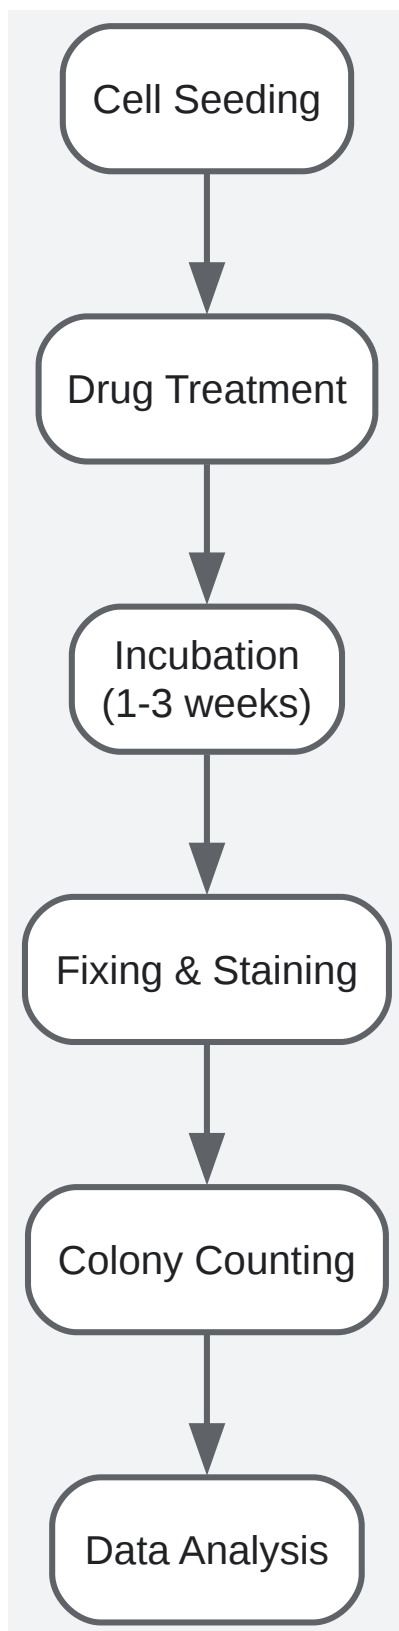 Cell Seeding
Drug Treatment
Incubation
(1-3 weeks)
Fixing & Staining
Colony Counting
Data Analysis